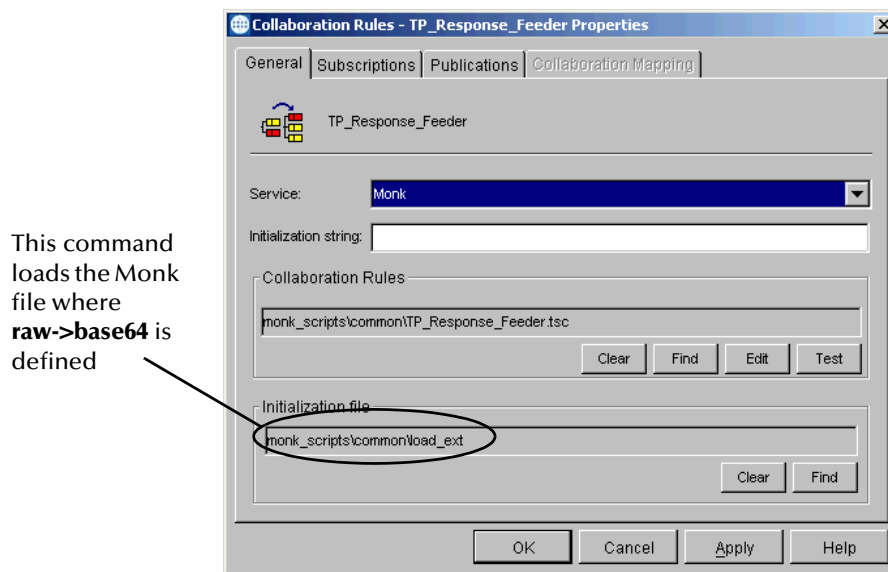 Collaboration Rules - TP_Response_Feeder Properties
General Subscriptions Publications Collaboration Mapping
TP_Response_Feeder
Service: Monk
Initialization string:
Collaboration Rules
monk_scripts\common\TP_Response_Feeder.tsc
Clear Find Edit Test
This command
loads the Monk
file where
raw->base64 is
defined
Initialization file
monk_scripts\common\load_ext
Clear Find
OK Cancel Apply Help